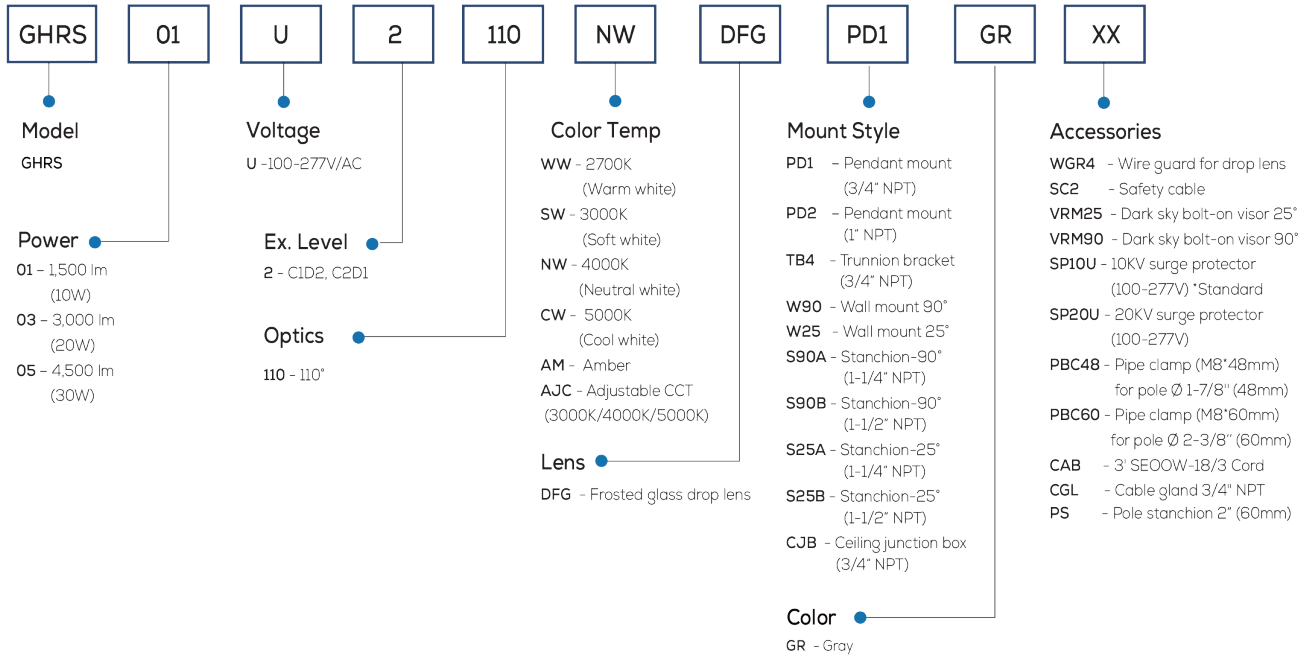 GHRS 01 U 2 110 NW DFG PD1 GR XX
Model
GHRS
Power
01 – 1,500 lm
(10W)
03 – 3,000 lm
(20W)
05 – 4,500 lm
(30W)
Voltage
U -100-277V/AC
Ex. Level
2 - C1D2, C2D1
Optics
110 - 110°
Color Temp
WW - 2700K
(Warm white)
SW - 3000K
(Soft white)
NW - 4000K
(Neutral white)
CW - 5000K
(Cool white)
AM - Amber
AJC - Adjustable CCT
(3000K/4000K/5000K)
Lens
DFG - Frosted glass drop lens
Mount Style
PD1 – Pendant mount
(3/4" NPT)
PD2 – Pendant mount
(1" NPT)
TB4 - Trunnion bracket
(3/4" NPT)
W90 - Wall mount 90°
W25 - Wall mount 25°
S90A - Stanchion-90°
(1-1/4" NPT)
S90B - Stanchion-90°
(1-1/2" NPT)
S25A - Stanchion-25°
(1-1/4" NPT)
S25B - Stanchion-25°
(1-1/2" NPT)
CJB - Ceiling junction box
(3/4" NPT)
Color
GR - Gray
Accessories
WGR4 - Wire guard for drop lens
SC2 - Safety cable
VRM25 - Dark sky bolt-on visor 25°
VRM90 - Dark sky bolt-on visor 90°
SP10U - 10KV surge protector
(100-277V) *Standard
SP20U - 20KV surge protector
(100-277V)
PBC48 - Pipe clamp (M8*48mm)
for pole Ø 1-7/8" (48mm)
PBC60 - Pipe clamp (M8*60mm)
for pole Ø 2-3/8" (60mm)
CAB - 3' SEOOW-18/3 Cord
CGL - Cable gland 3/4" NPT
PS - Pole stanchion 2" (60mm)